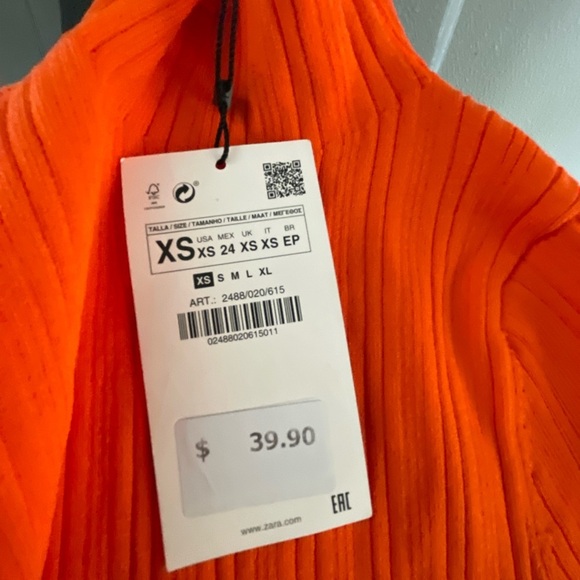 FSC
TALLA / SIZE / TAMANHO / TAILLE / MAAT / ΜΕΓΕΘΟΣ
XS USA XS MEX 24 UK XS IT XS BR EP
XS S M L XL
ART.: 2488/020/615
02488020615011
$ 39.90
EAC
www.zara.com